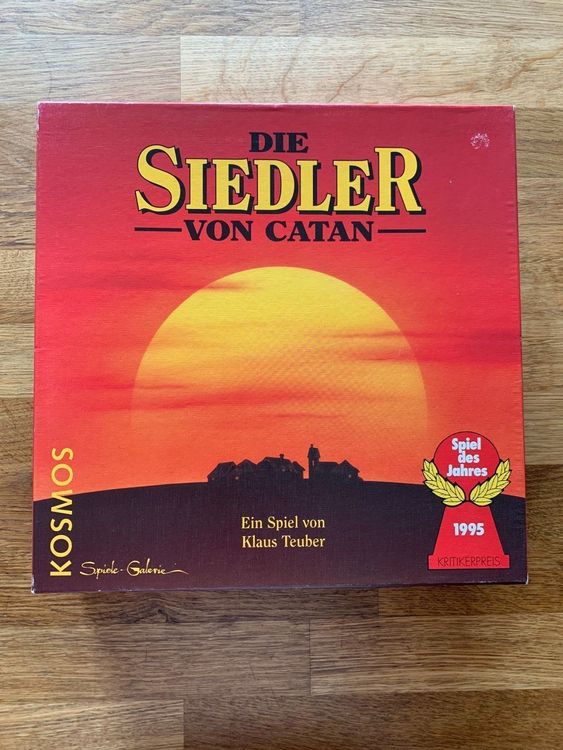 DIE
SIEDLER
VON CATAN
KOSMOS
Spiele-Galerie
Ein Spiel von
Klaus Teuber
Spiel
des
Jahres
1995
KRITIKERPREIS